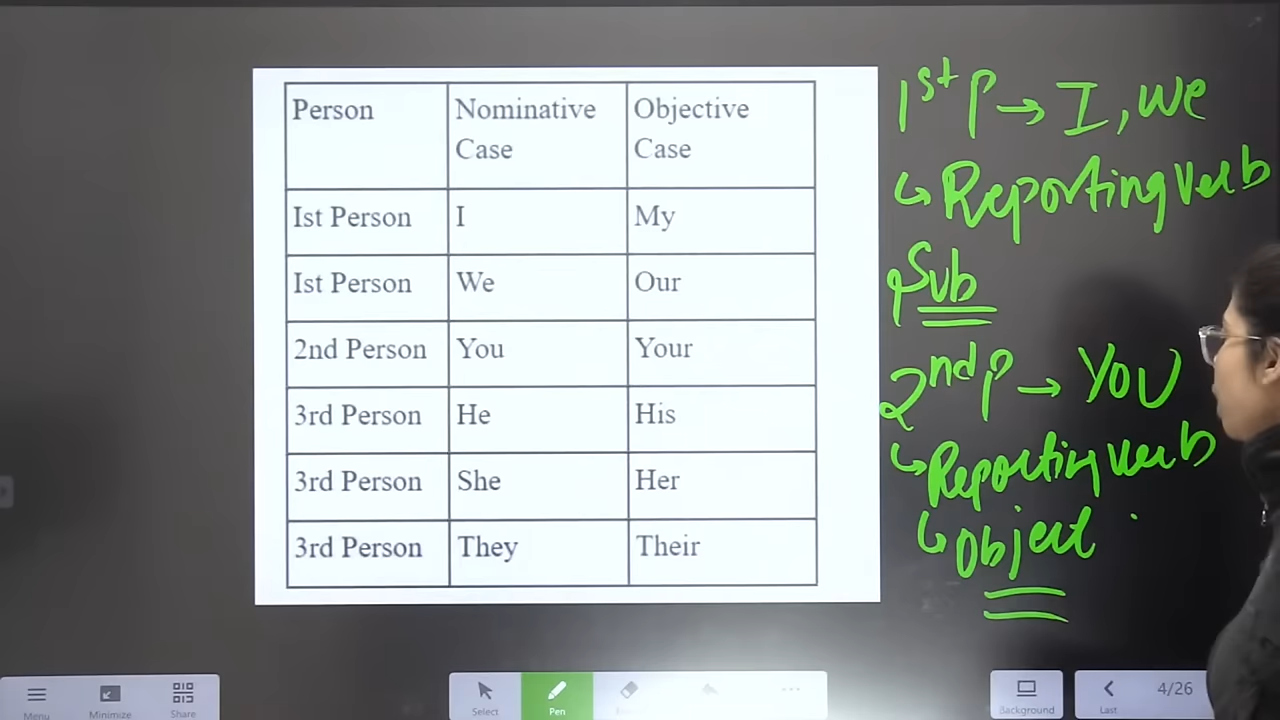 Person Nominative Case Objective Case
Ist Person I My
Ist Person We Our
2nd Person You Your
3rd Person He His
3rd Person She Her
3rd Person They Their
1st P → I, We
↳ Reporting verb
Sub
2nd P → YOU
↳ Reporting verb
↳ Object
Menu Minimize Share Select Pen Background Last 4/26